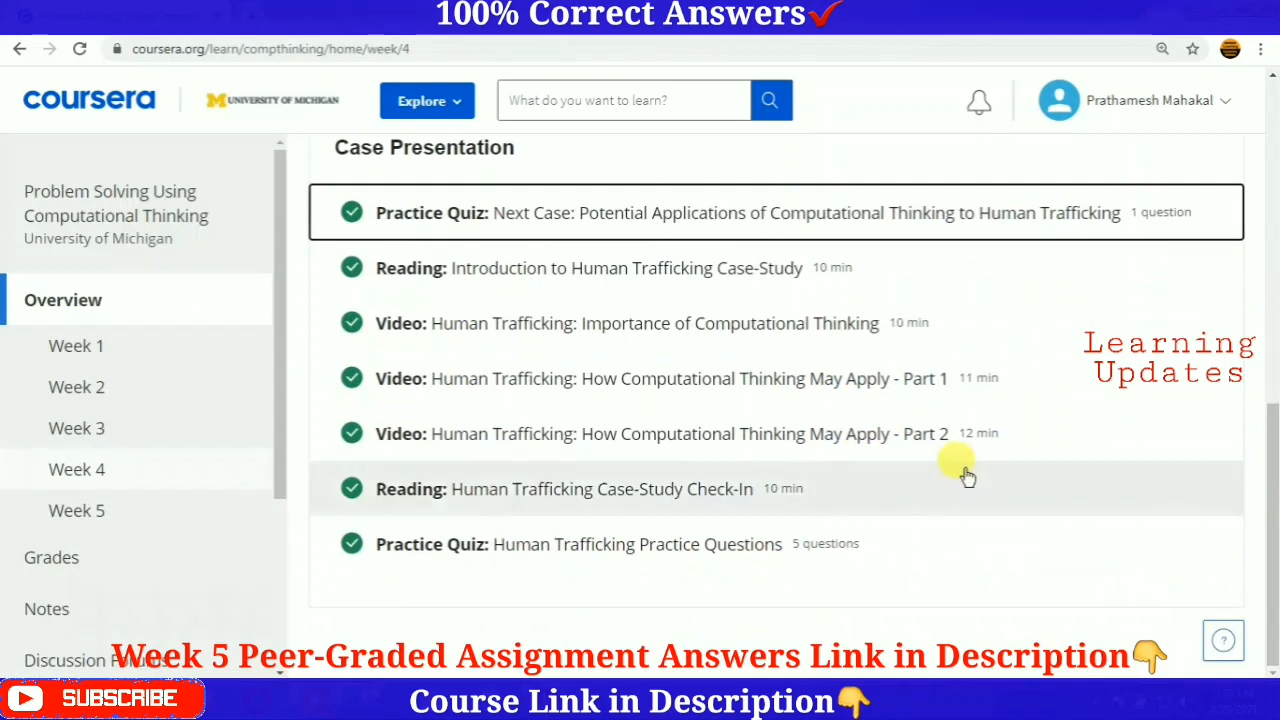 100% Correct Answers
coursera.org/learn/compthinking/home/week/4
coursera
UNIVERSITY OF MICHIGAN
Explore
What do you want to learn?
Prathamesh Mahakal
Problem Solving Using
Computational Thinking
University of Michigan
Overview
Week 1
Week 2
Week 3
Week 4
Week 5
Grades
Notes
Discussion Forums
Case Presentation
Practice Quiz: Next Case: Potential Applications of Computational Thinking to Human Trafficking 1 question
Reading: Introduction to Human Trafficking Case-Study 10 min
Video: Human Trafficking: Importance of Computational Thinking 10 min
Video: Human Trafficking: How Computational Thinking May Apply - Part 1 11 min
Video: Human Trafficking: How Computational Thinking May Apply - Part 2 12 min
Reading: Human Trafficking Case-Study Check-In 10 min
Practice Quiz: Human Trafficking Practice Questions 5 questions
Learning
Updates
?
Week 5 Peer-Graded Assignment Answers Link in Description
SUBSCRIBE
Course Link in Description